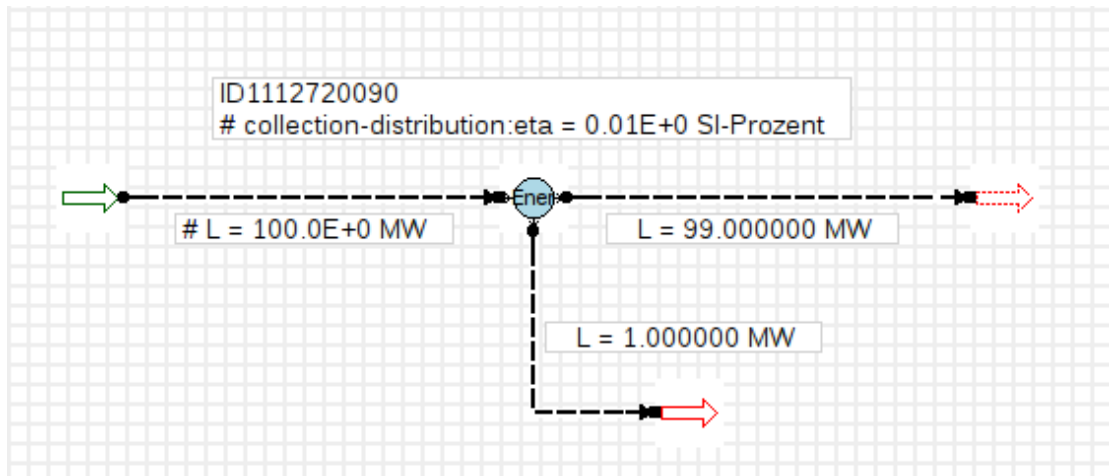 ID1112720090
# collection-distribution:eta = 0.01E+0 SI-Prozent
Ener
# L = 100.0E+0 MW
L = 99.000000 MW
L = 1.000000 MW